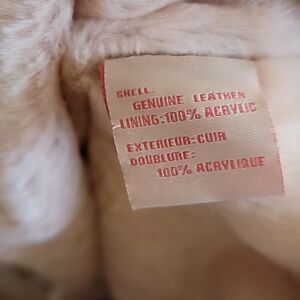 SHELL:
GENUINE LEATHER
LINING:100% ACRYLIC
EXTERIEUR:CUIR
DOUBLURE:
100% ACRYLIQUE